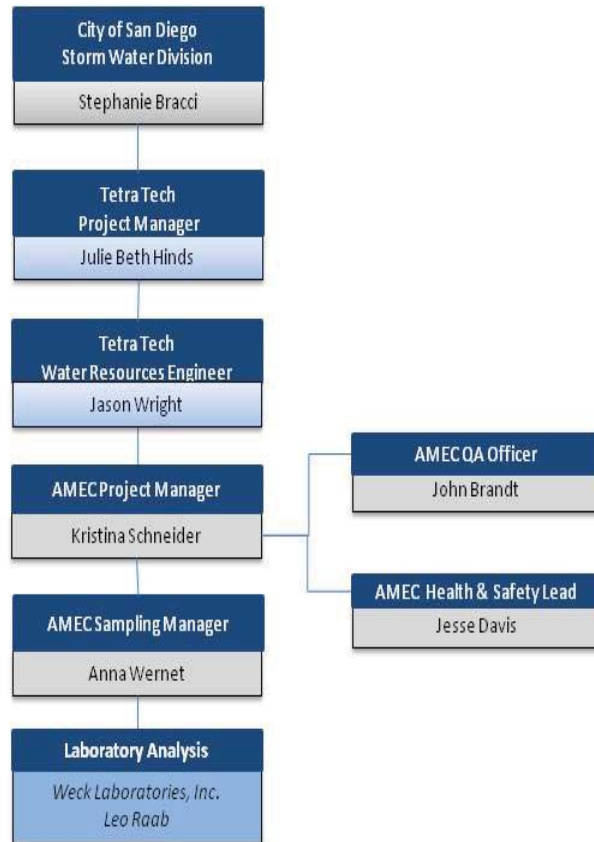 City of San Diego
Storm Water Division
Stephanie Bracci
Tetra Tech
Project Manager
Julie Beth Hinds
Tetra Tech
Water Resources Engineer
Jason Wright
AMEC Project Manager
Kristina Schneider
AMEC QA Officer
John Brandt
AMEC Health & Safety Lead
Jesse Davis
AMEC Sampling Manager
Anna Wernet
Laboratory Analysis
Weck Laboratories, Inc.
Leo Raab